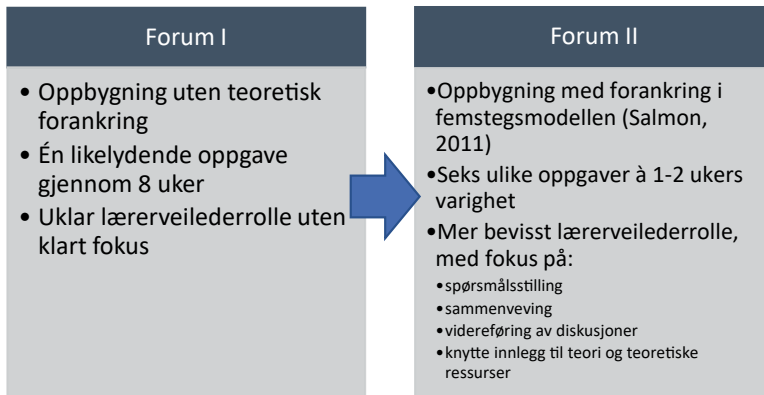 Forum I
• Oppbygning uten teoretisk
forankring
• Én likelydende oppgave
gjennom 8 uker
• Uklar lærerveilederrolle uten
klart fokus
Forum II
•Oppbygning med forankring i
femstegsmodellen (Salmon,
2011)
•Seks ulike oppgaver à 1-2 ukers
varighet
•Mer bevisst lærerveilederrolle,
med fokus på:
•spørsmålsstilling
•sammenveving
•videreføring av diskusjoner
•knytte innlegg til teori og teoretiske
ressurser